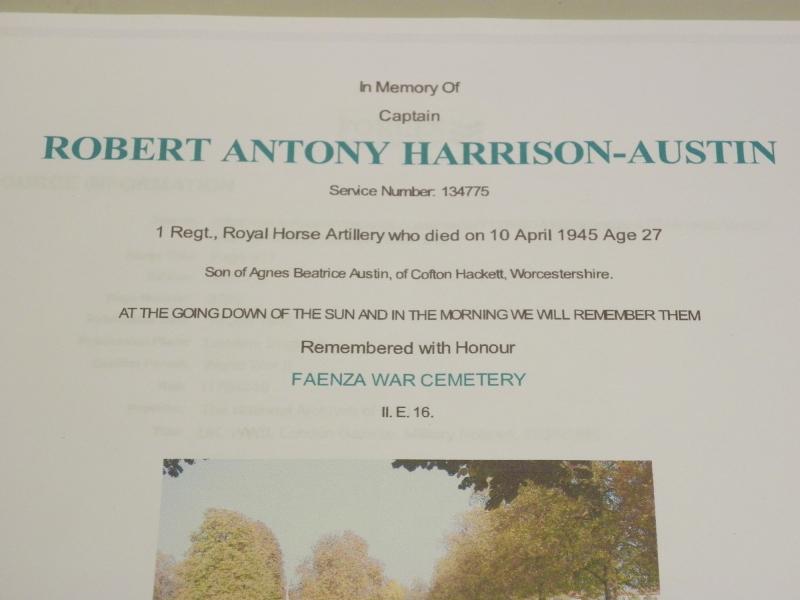 In Memory Of
Captain
ROBERT ANTONY HARRISON-AUSTIN
Service Number: 134775
1 Regt., Royal Horse Artillery who died on 10 April 1945 Age 27
Son of Agnes Beatrice Austin, of Cofton Hackett, Worcestershire.
AT THE GOING DOWN OF THE SUN AND IN THE MORNING WE WILL REMEMBER THEM
Remembered with Honour
FAENZA WAR CEMETERY
II. E. 16.